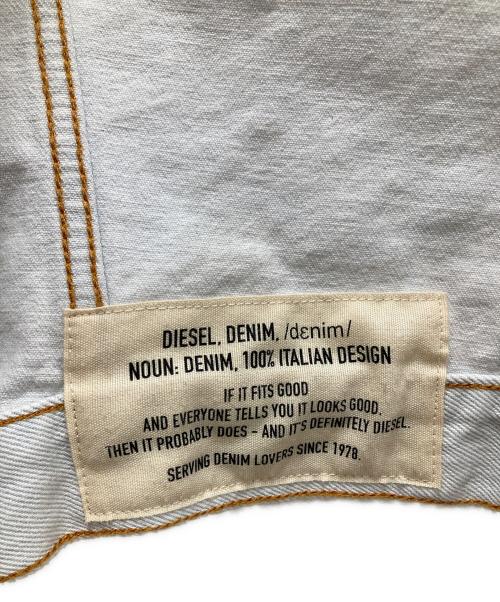 DIESEL, DENIM, /dɛnim/
NOUN: DENIM, 100% ITALIAN DESIGN
IF IT FITS GOOD
AND EVERYONE TELLS YOU IT LOOKS GOOD,
THEN IT PROBABLY DOES - AND IT'S DEFINITELY DIESEL.
SERVING DENIM LOVERS SINCE 1978.